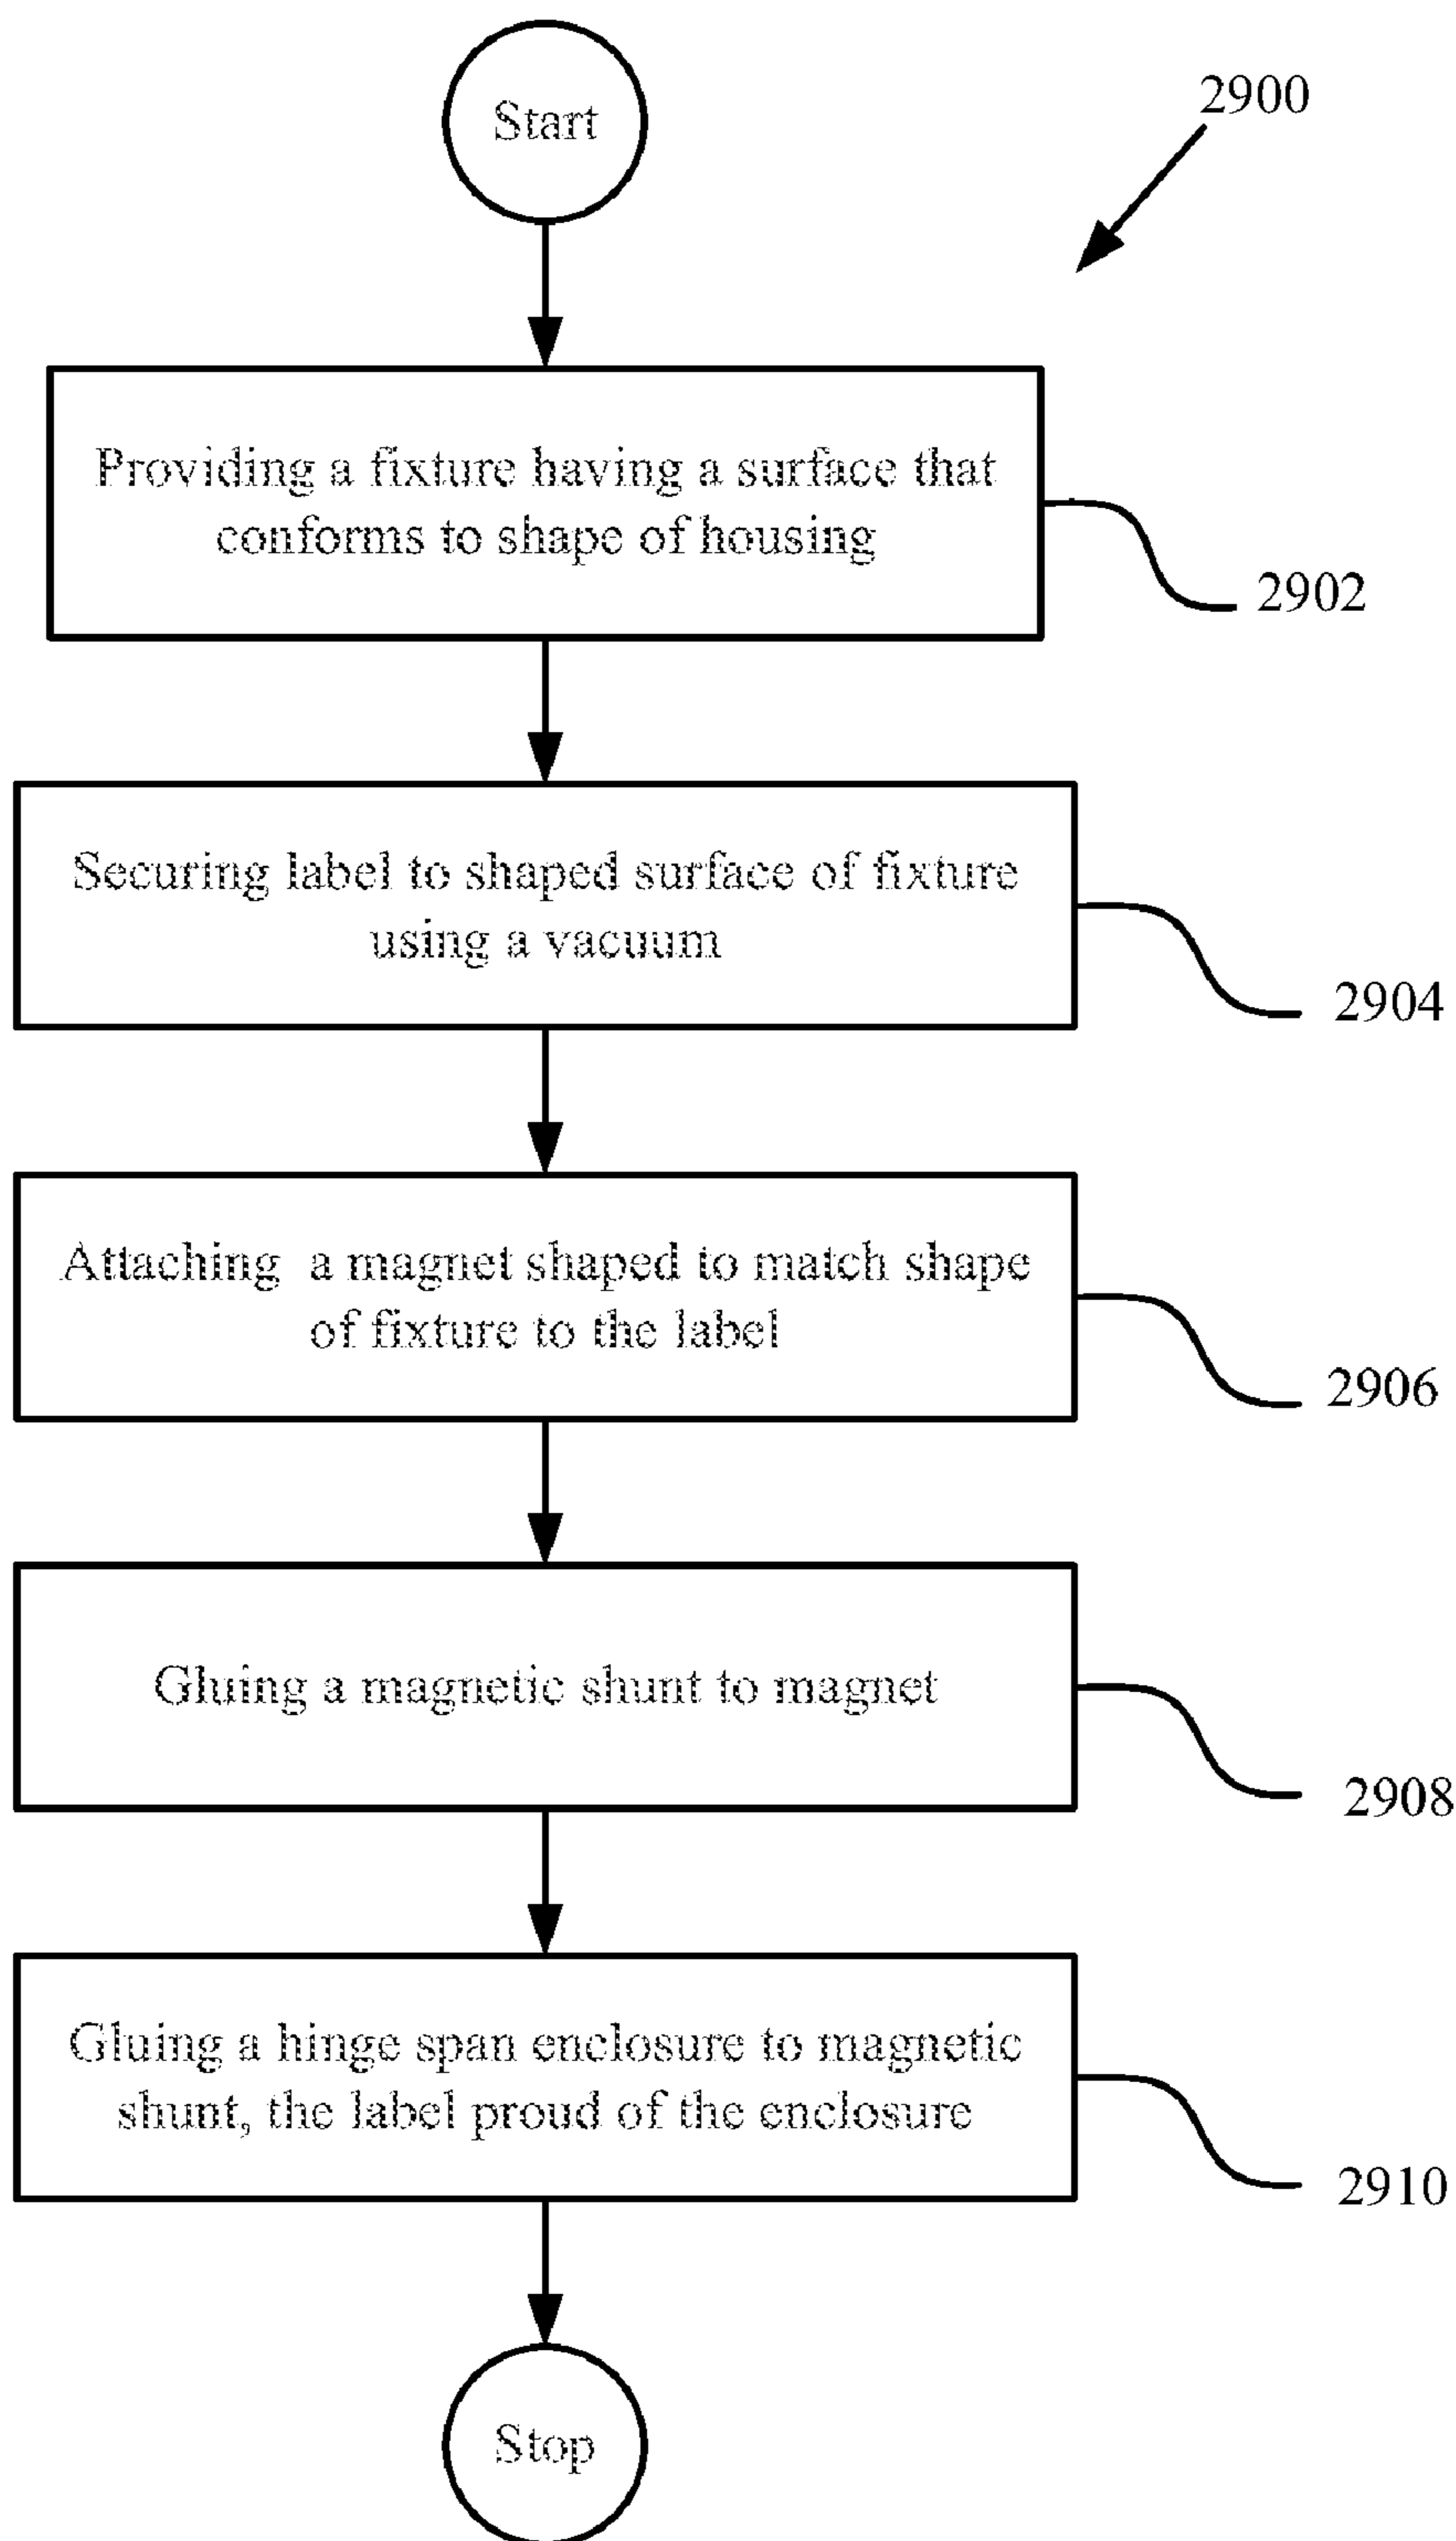 Start
2900
Providing a fixture having a surface that
conforms to shape of housing
2902
Securing label to shaped surface of fixture
using a vacuum
2904
Attaching a magnet shaped to match shape
of fixture to the label
2906
Gluing a magnetic shunt to magnet
2908
Gluing a hinge span enclosure to magnetic
shunt, the label proud of the enclosure
2910
Stop